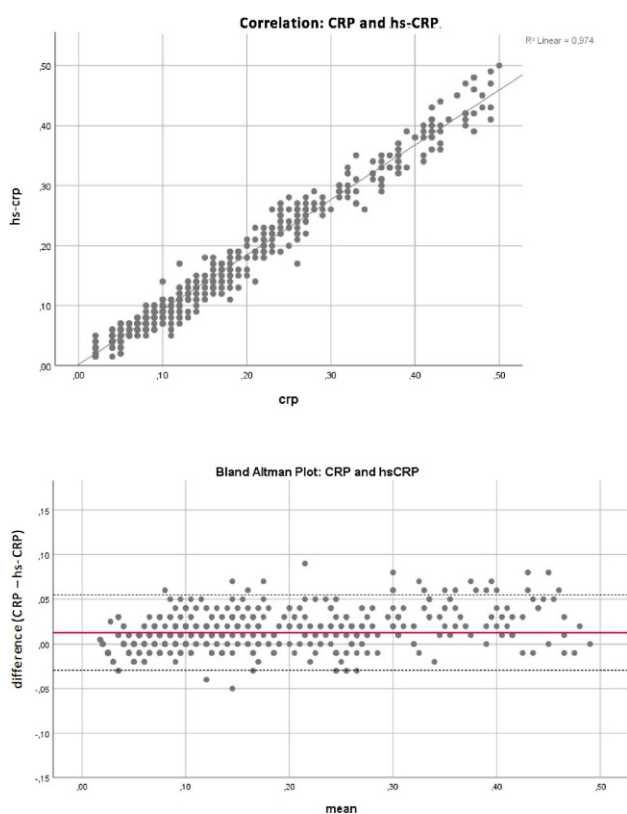 Correlation: CRP and hs-CRP.
R² Linear = 0,974
,50
,40
,30
,20
,10
,00
hs-crp
,00 ,10 ,20 ,30 ,40 ,50
crp
Bland Altman Plot: CRP and hsCRP
,15
,10
,05
,00
-,05
-,10
-,15
difference (CRP – hs- CRP)
,00 ,10 ,20 ,30 ,40 ,50
mean